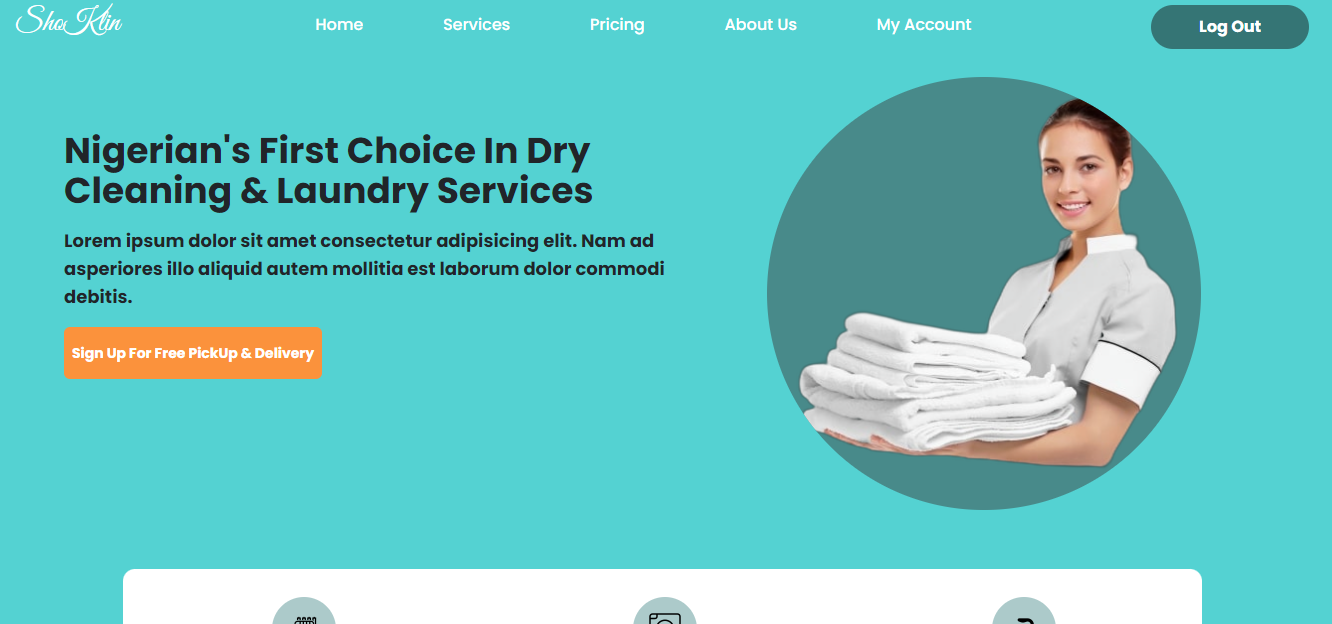 ShoKlin
Home
Services
Pricing
About Us
My Account
Log Out
Nigerian's First Choice In Dry
Cleaning & Laundry Services
Lorem ipsum dolor sit amet consectetur adipisicing elit. Nam ad
asperiores illo aliquid autem mollitia est laborum dolor commodi
debitis.
Sign Up For Free PickUp & Delivery